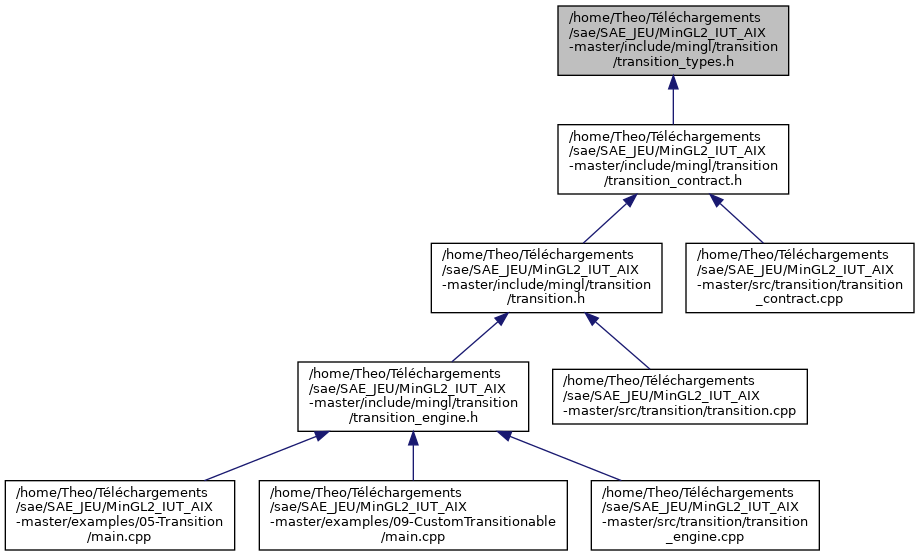 /home/Theo/Téléchargements
/sae/SAE_JEU/MinGL2_IUT_AIX
-master/include/mingl/transition
/transition_types.h
/home/Theo/Téléchargements
/sae/SAE_JEU/MinGL2_IUT_AIX
-master/include/mingl/transition
/transition_contract.h
/home/Theo/Téléchargements
/sae/SAE_JEU/MinGL2_IUT_AIX
-master/include/mingl/transition
/transition.h
/home/Theo/Téléchargements
/sae/SAE_JEU/MinGL2_IUT_AIX
-master/src/transition/transition
_contract.cpp
/home/Theo/Téléchargements
/sae/SAE_JEU/MinGL2_IUT_AIX
-master/include/mingl/transition
/transition_engine.h
/home/Theo/Téléchargements
/sae/SAE_JEU/MinGL2_IUT_AIX
-master/src/transition/transition.cpp
/home/Theo/Téléchargements
/sae/SAE_JEU/MinGL2_IUT_AIX
-master/examples/05-Transition
/main.cpp
/home/Theo/Téléchargements
/sae/SAE_JEU/MinGL2_IUT_AIX
-master/examples/09-CustomTransitionable
/main.cpp
/home/Theo/Téléchargements
/sae/SAE_JEU/MinGL2_IUT_AIX
-master/src/transition/transition
_engine.cpp